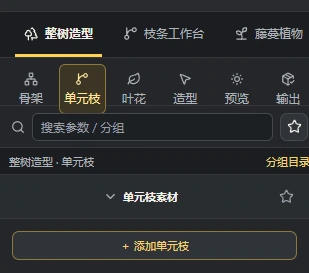 整树造型 枝条工作台 藤蔓植物
骨架 单元枝 叶花 造型 预览 输出
搜索参数 / 分组
整树造型 · 单元枝 分组目录
单元枝素材
+ 添加单元枝